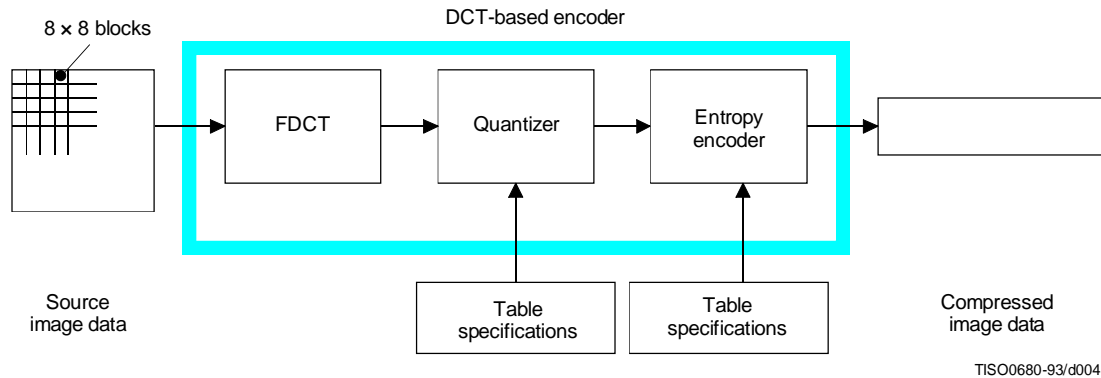 DCT-based encoder
8 × 8 blocks
FDCT
Quantizer
Entropy
encoder
Source
image data
Table
specifications
Table
specifications
Compressed
image data
TISO0680-93/d004